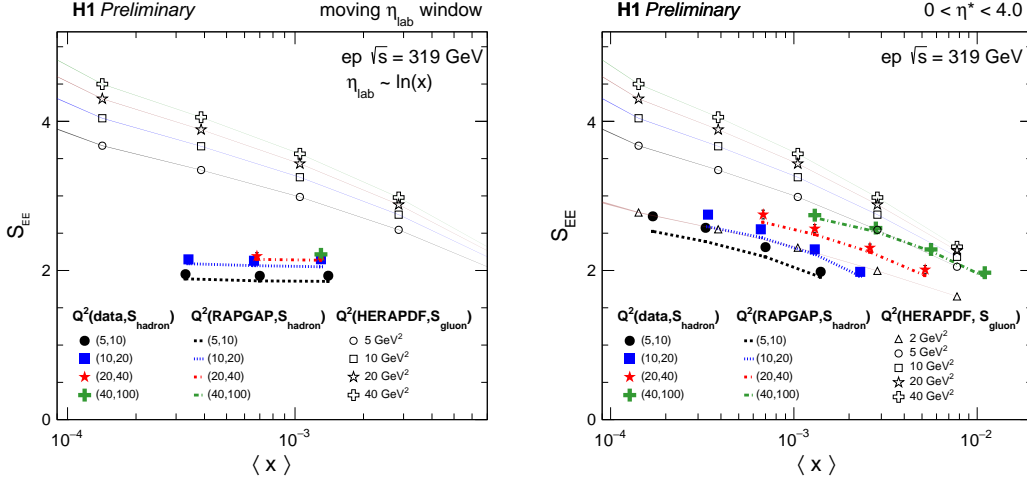 H1 Preliminary
moving η_lab window
ep √s = 319 GeV
η_lab ~ ln(x)
S_EE
4
2
0
Q²(data,S_hadron) Q²(RAPGAP,S_hadron) Q²(HERAPDF,S_gluon)
(5,10) (5,10) 5 GeV²
(10,20) (10,20) 10 GeV²
(20,40) (20,40) 20 GeV²
(40,100) (40,100) 40 GeV²
10⁻⁴ 10⁻³
⟨ x ⟩
H1 Preliminary
0 < η* < 4.0
ep √s = 319 GeV
S_EE
4
2
0
Q²(data,S_hadron) Q²(RAPGAP,S_hadron) Q²(HERAPDF, S_gluon)
(5,10) (5,10) 2 GeV²
(10,20) (10,20) 5 GeV²
(20,40) (20,40) 10 GeV²
(40,100) (40,100) 20 GeV²
40 GeV²
10⁻⁴ 10⁻³ 10⁻²
⟨ x ⟩